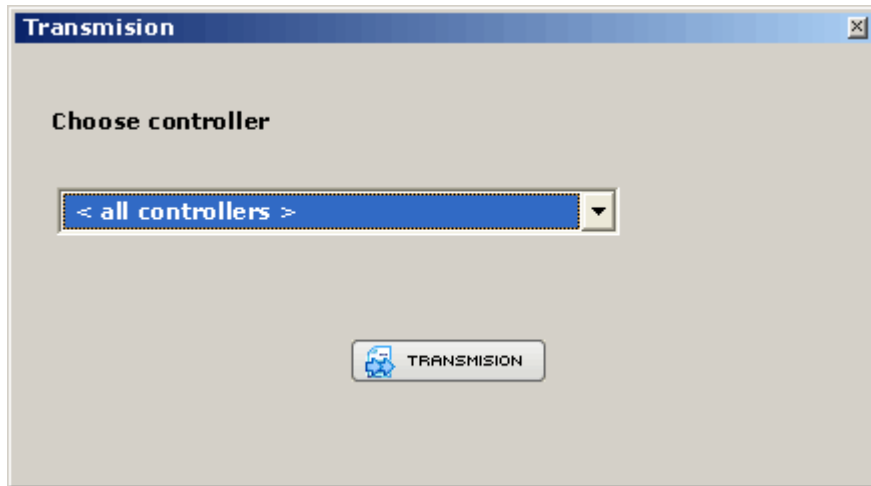 Transmision
Choose controller
< all controllers >
TRANSMISION